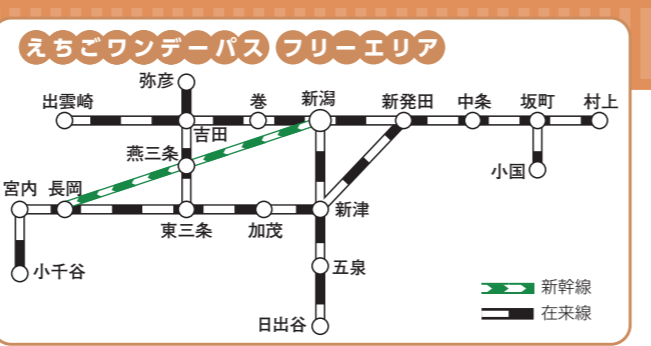 えちごワンデーパス フリーエリア
弥彦
出雲崎 巻 新潟 新発田 中条 坂町 村上
吉田
燕三条
小国
宮内 長岡
新津
東三条 加茂
小千谷
五泉
新幹線
在来線
日出谷